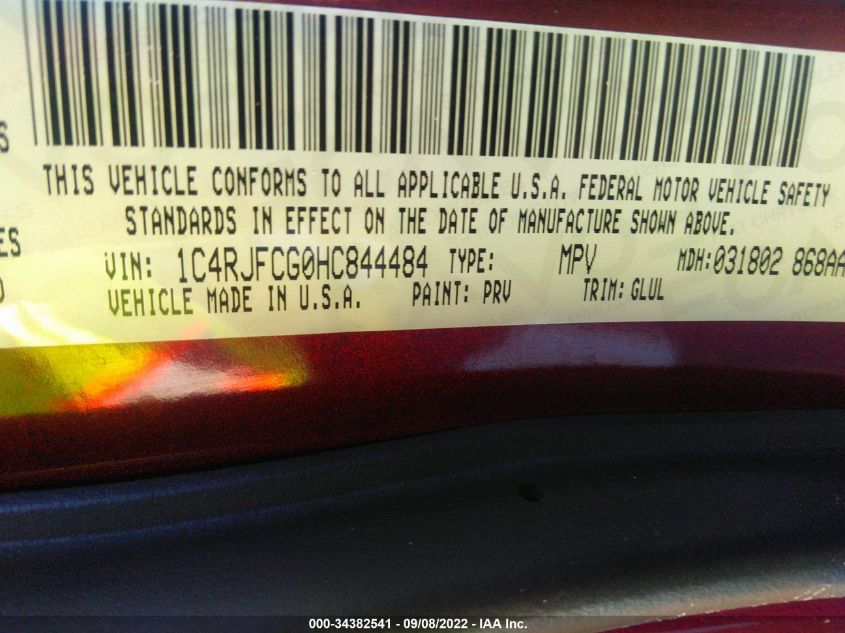 S
THIS VEHICLE CONFORMS TO ALL APPLICABLE U.S.A. FEDERAL MOTOR VEHICLE SAFETY
ES STANDARDS IN EFFECT ON THE DATE OF MANUFACTURE SHOWN ABOVE.
VIN: 1C4RJFCG0HC844484 TYPE: MPV MDH:031802 868AA
VEHICLE MADE IN U.S.A. PAINT: PRV TRIM: GLUL
000-34382541 - 09/08/2022 - IAA Inc.